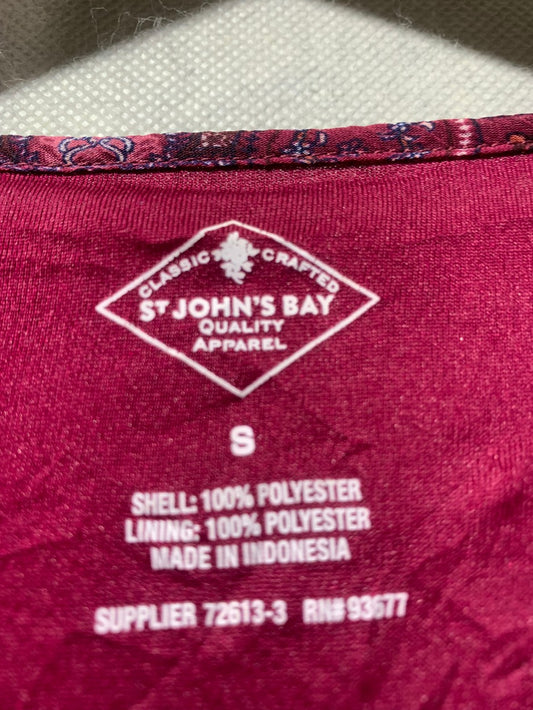 CLASSIC CRAFTED
ST JOHN'S BAY
QUALITY
APPAREL
S
SHELL: 100% POLYESTER
LINING: 100% POLYESTER
MADE IN INDONESIA
SUPPLIER 72613-3 RN# 93677